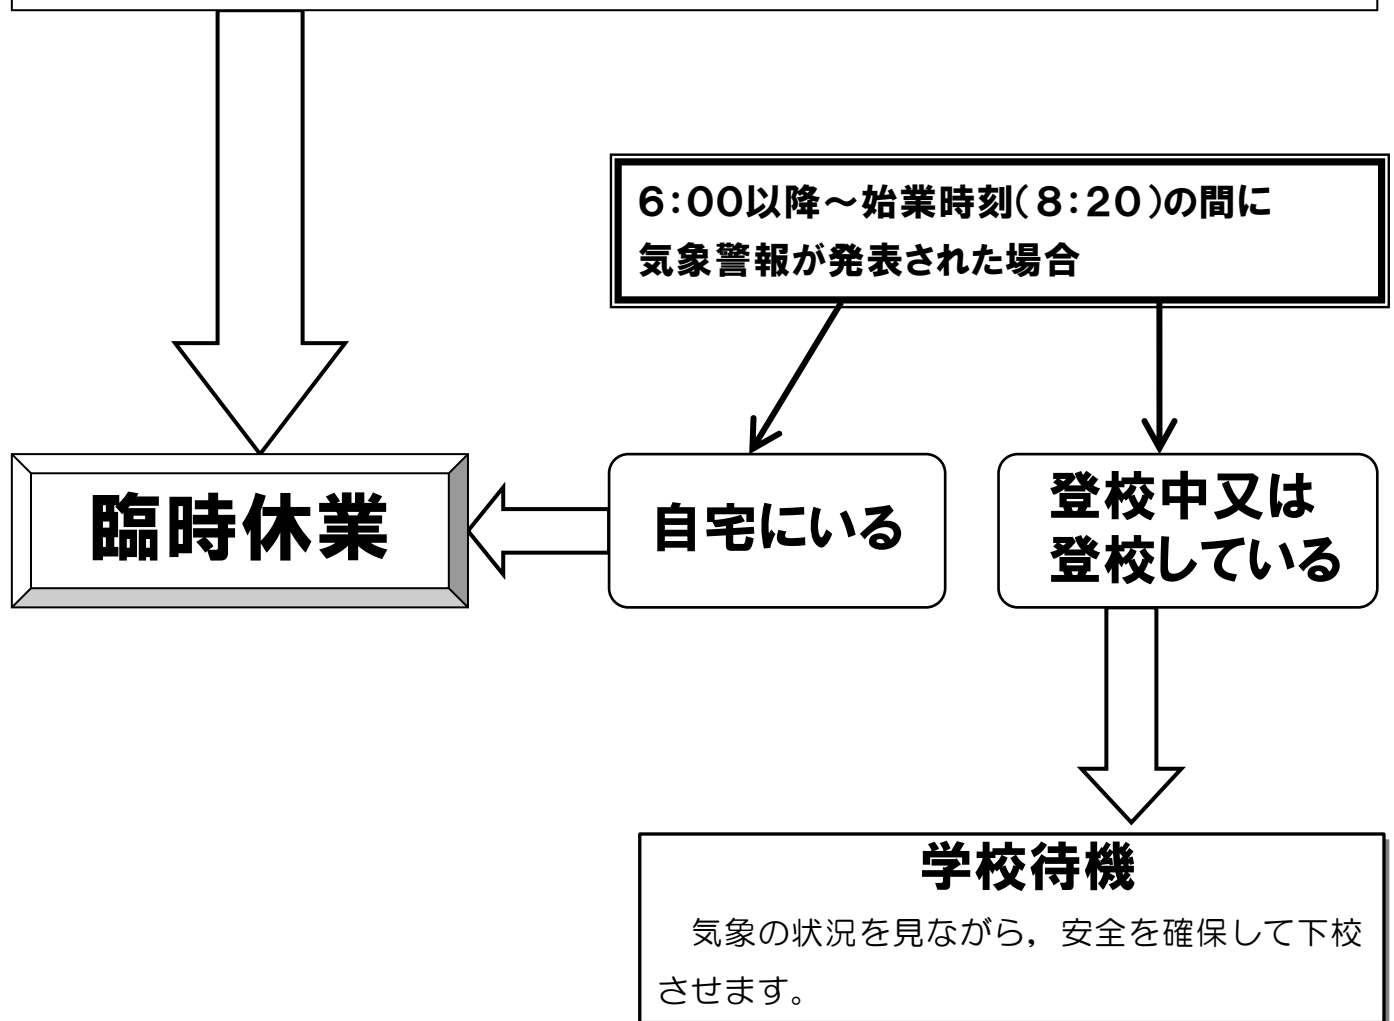 6:00以降~始業時刻(8:20)の間に
気象警報が発表された場合
臨時休業
自宅にいる
登校中又は
登校している
学校待機
気象の状況を見ながら,安全を確保して下校
させます。